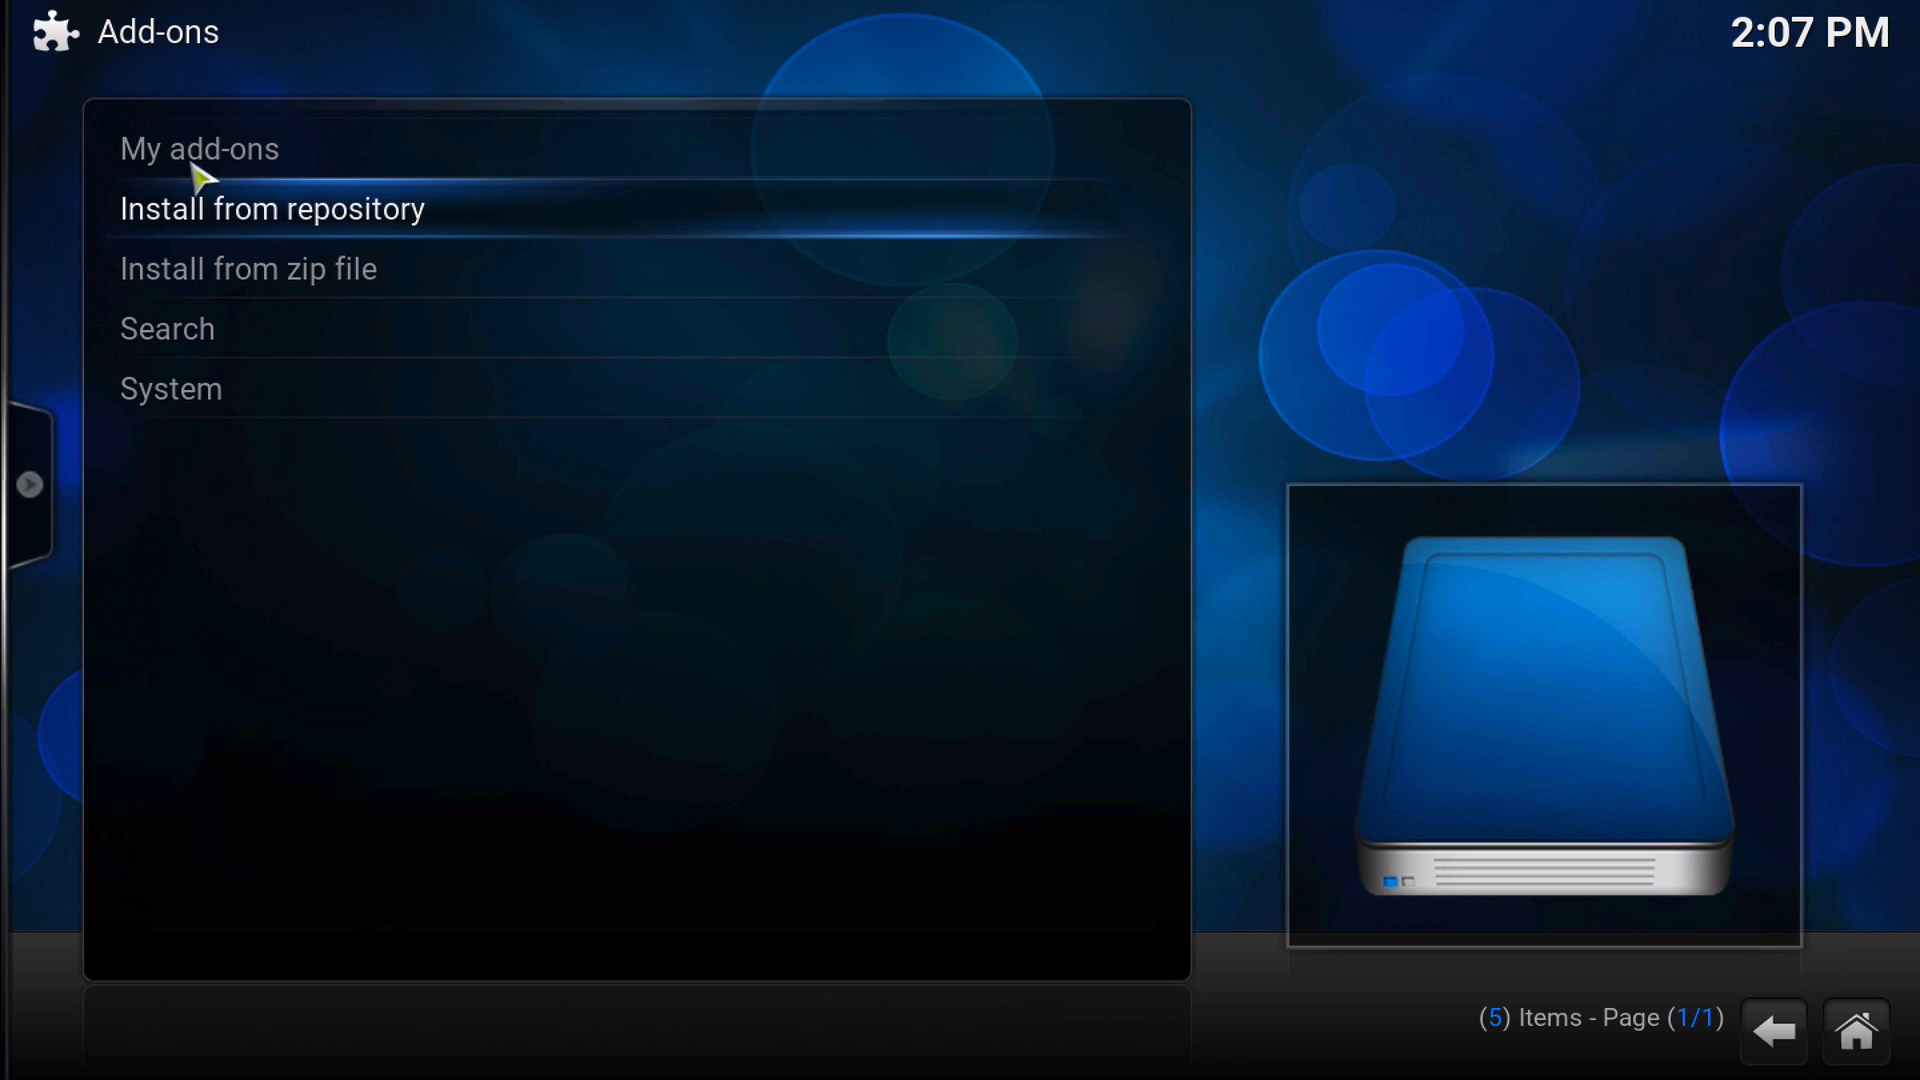 Add-ons
2:07 PM
My add-ons
Install from repository
Install from zip file
Search
System
(5) Items - Page (1/1)